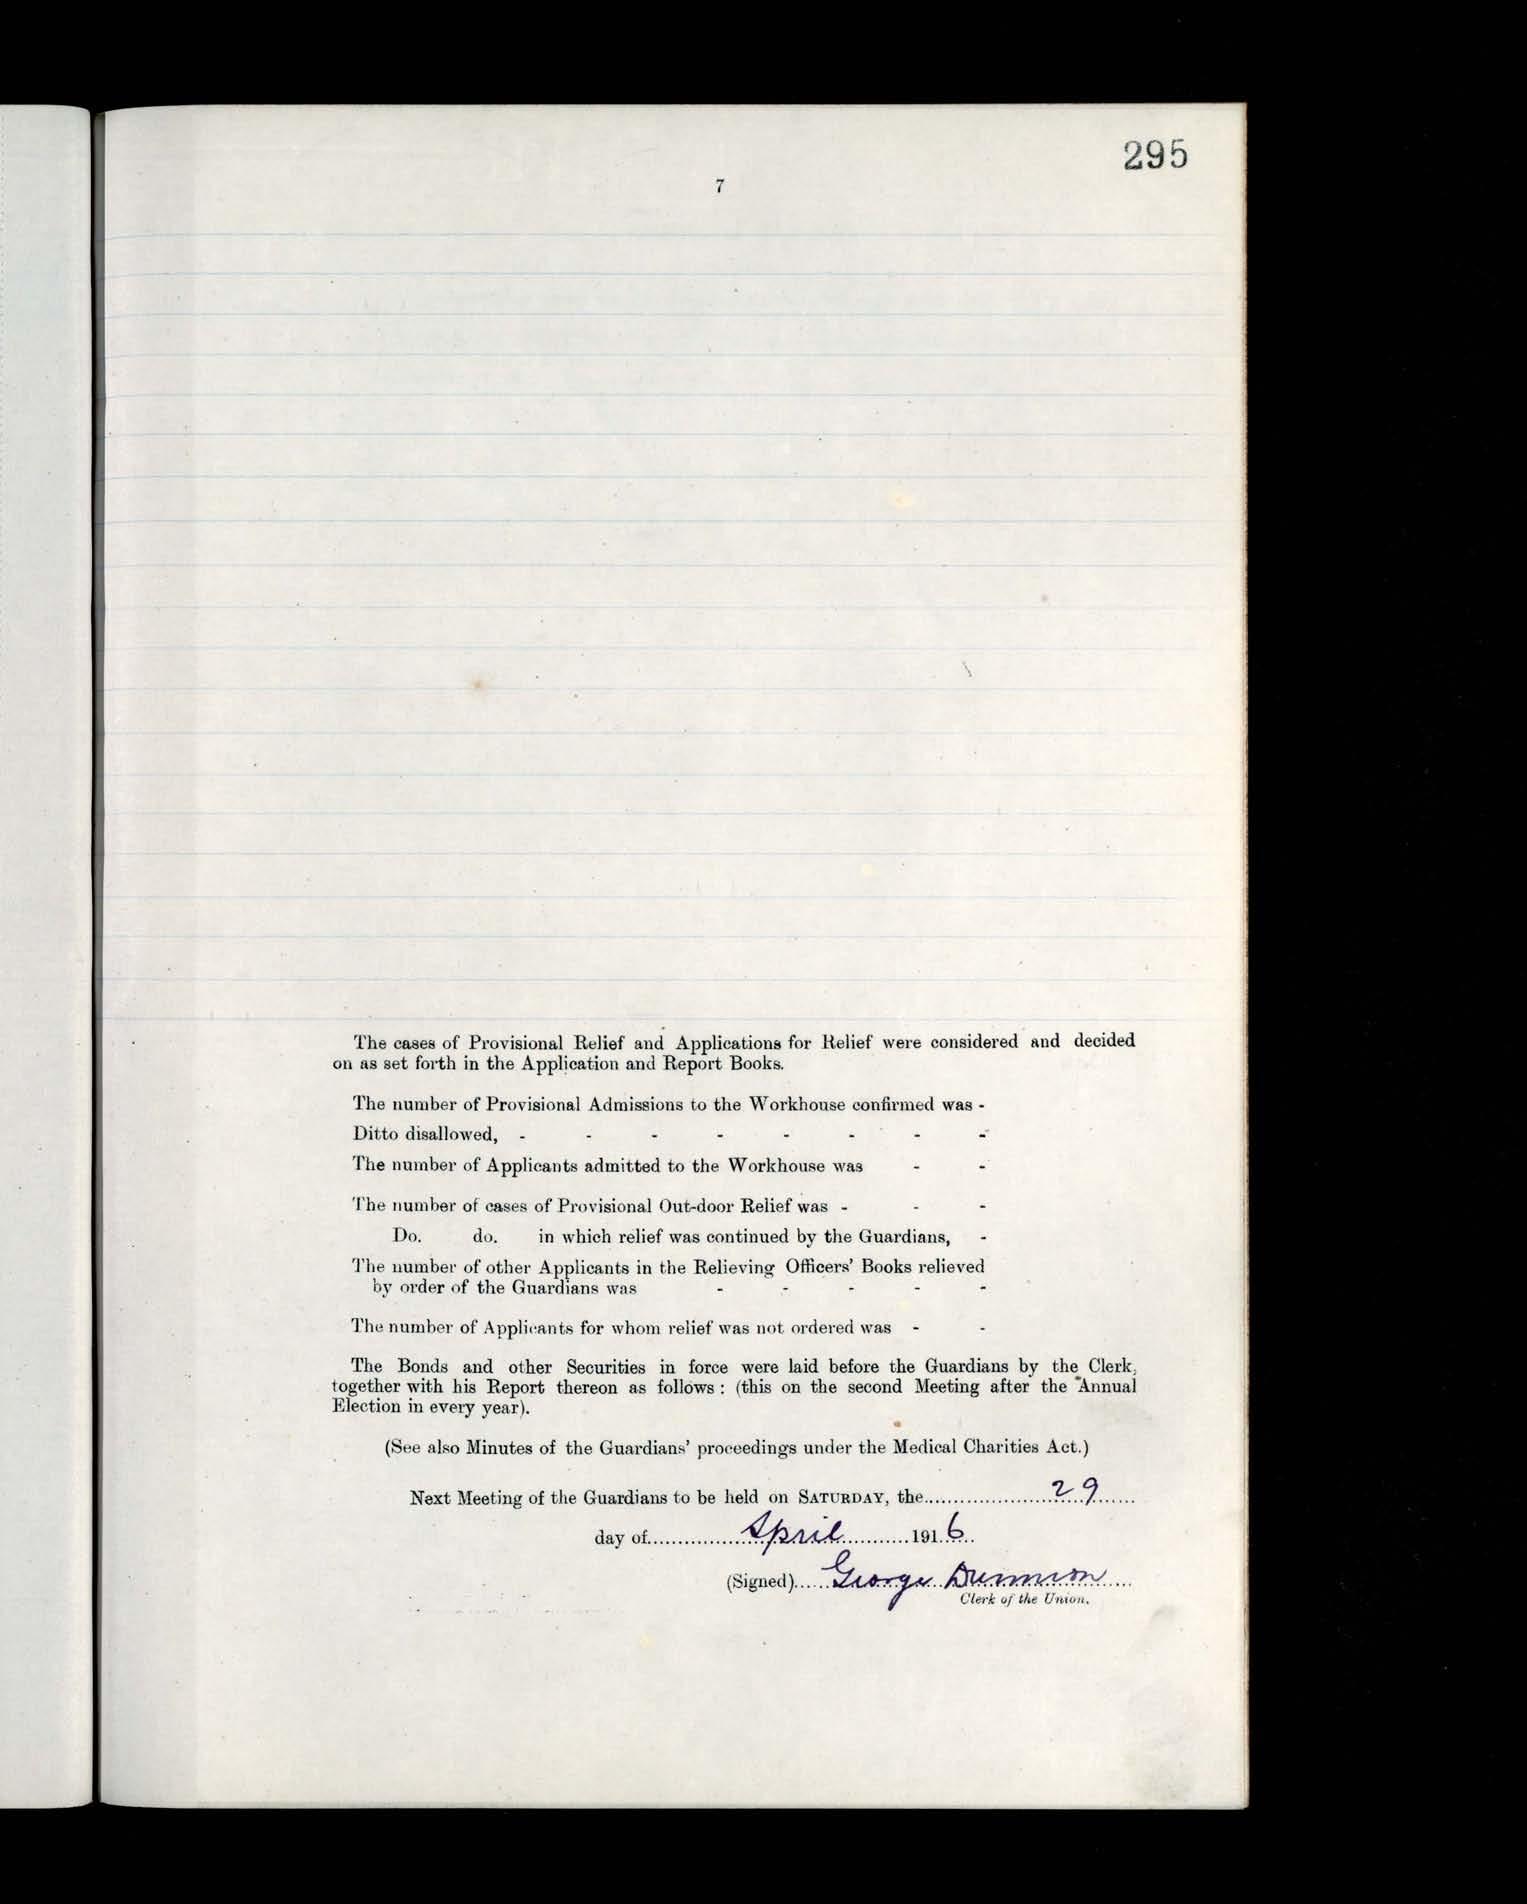 295
7
The cases of Provisional Relief and Applications for Relief were considered and decided
on as set forth in the Application and Report Books.
The number of Provisional Admissions to the Workhouse confirmed was -
Ditto disallowed, - - - - - - - -
The number of Applicants admitted to the Workhouse was - -
The number of cases of Provisional Out-door Relief was - - -
Do. do. in which relief was continued by the Guardians, -
The number of other Applicants in the Relieving Officers' Books relieved
by order of the Guardians was - - - - -
The number of Applicants for whom relief was not ordered was - -
The Bonds and other Securities in force were laid before the Guardians by the Clerk,
together with his Report thereon as follows : (this on the second Meeting after the Annual
Election in every year).
(See also Minutes of the Guardians' proceedings under the Medical Charities Act.)
Next Meeting of the Guardians to be held on SATURDAY, the 29
day of April 1916
(Signed) George Dunnion
Clerk of the Union.